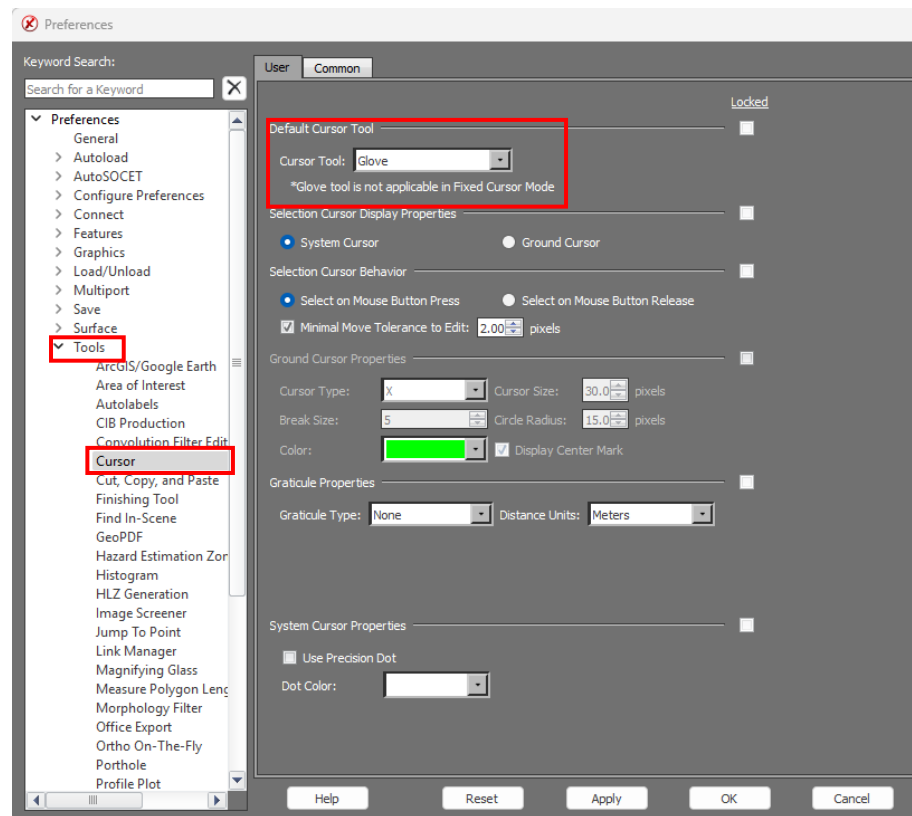 Preferences
Keyword Search:
Search for a Keyword
Preferences
General
Autoload
AutoSOCET
Configure Preferences
Connect
Features
Graphics
Load/Unload
Multiport
Save
Surface
Tools
ArcGIS/Google Earth
Area of Interest
Autolabels
CIB Production
Convolution Filter Edit
Cursor
Cut, Copy, and Paste
Finishing Tool
Find In-Scene
GeoPDF
Hazard Estimation Zor
Histogram
HLZ Generation
Image Screener
Jump To Point
Link Manager
Magnifying Glass
Measure Polygon Leng
Morphology Filter
Office Export
Ortho On-The-Fly
Porthole
Profile Plot
User Common
Locked
Default Cursor Tool
Cursor Tool: Glove
*Glove tool is not applicable in Fixed Cursor Mode
Selection Cursor Display Properties
System Cursor Ground Cursor
Selection Cursor Behavior
Select on Mouse Button Press Select on Mouse Button Release
Minimal Move Tolerance to Edit: 2.00 pixels
Ground Cursor Properties
Cursor Type: X Cursor Size: 30.0 pixels
Break Size: 5 Circle Radius: 15.0 pixels
Color: Display Center Mark
Graticule Properties
Graticule Type: None Distance Units: Meters
System Cursor Properties
Use Precision Dot
Dot Color:
Help Reset Apply OK Cancel